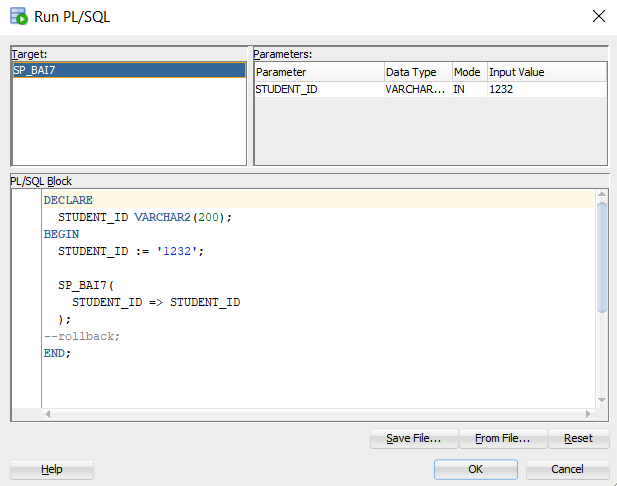 Run PL/SQL
Target:
SP_BAI7
Parameters:
Parameter Data Type Mode Input Value
STUDENT_ID VARCHAR... IN 1232
PL/SQL Block
DECLARE
STUDENT_ID VARCHAR2(200);
BEGIN
STUDENT_ID := '1232';
SP_BAI7(
STUDENT_ID => STUDENT_ID
);
--rollback;
END;
Save File... From File... Reset
Help OK Cancel